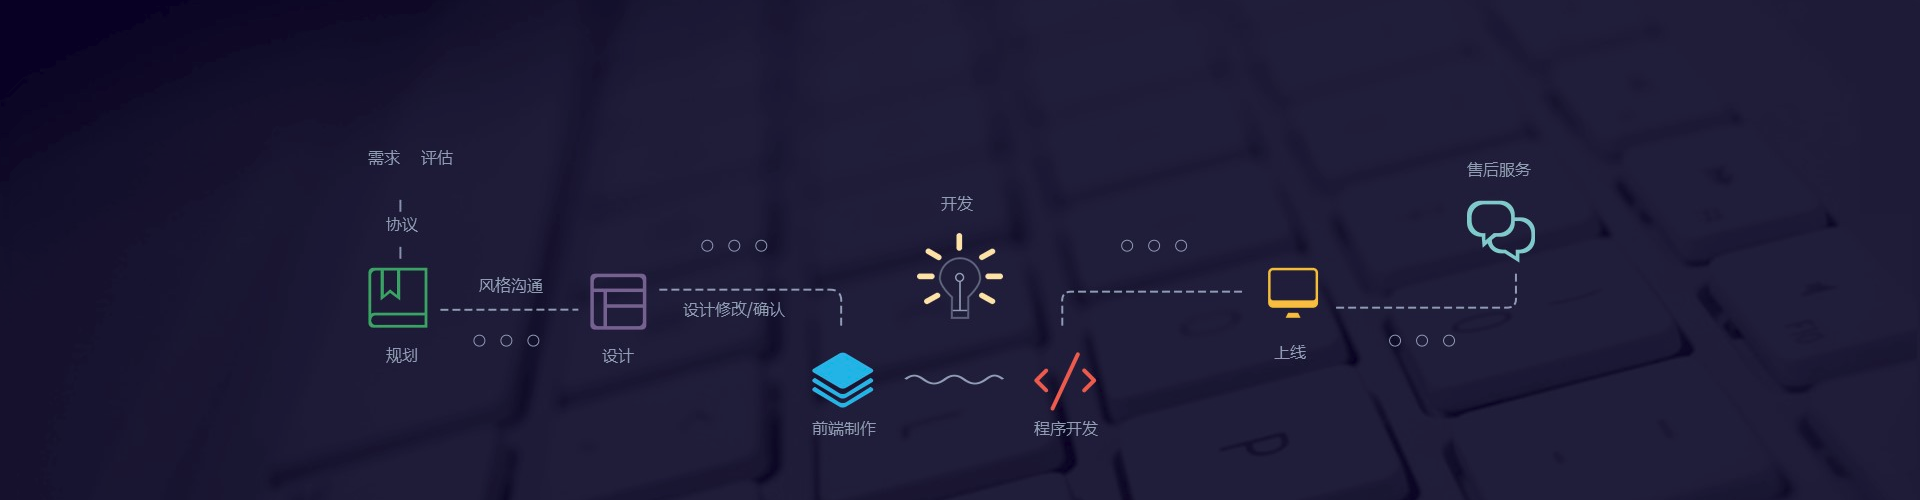 需求 评估
协议
规划
风格沟通
设计
设计修改/确认
前端制作
开发
程序开发
上线
售后服务